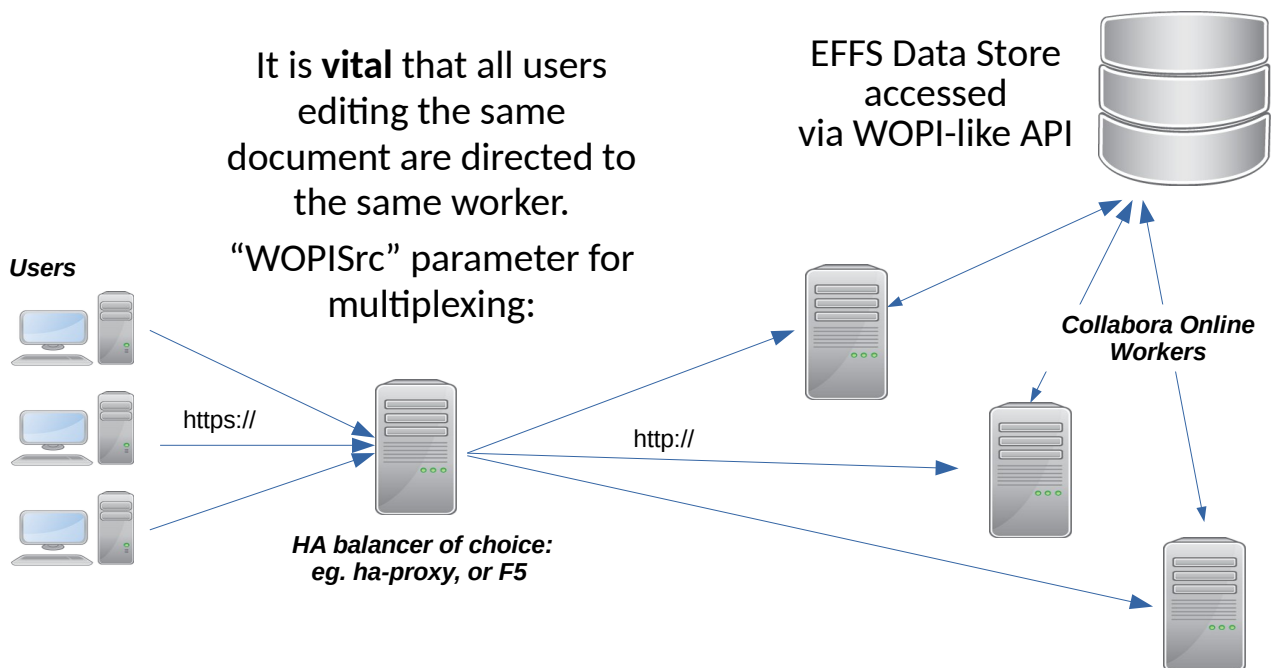 It is vital that all users
editing the same
document are directed to
the same worker.
“WOPISrc” parameter for
multiplexing:
EFFS Data Store
accessed
via WOPI-like API
Users
https://
HA balancer of choice:
eg. ha-proxy, or F5
http://
Collabora Online
Workers